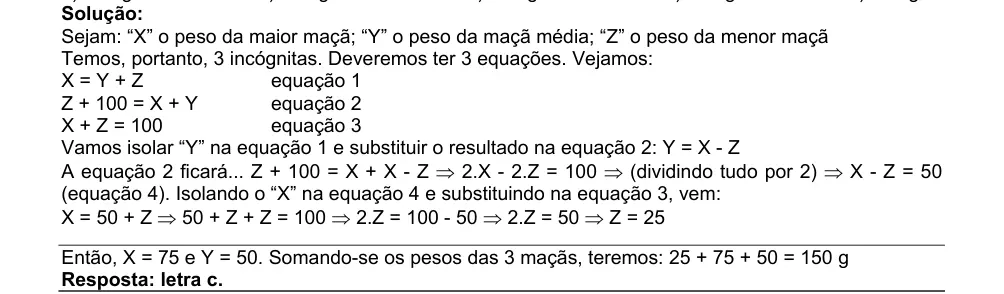 Solução:
Sejam: “X” o peso da maior maçã; “Y” o peso da maçã média; “Z” o peso da menor maçã
Temos, portanto, 3 incógnitas. Deveremos ter 3 equações. Vejamos:
X = Y + Z equação 1
Z + 100 = X + Y equação 2
X + Z = 100 equação 3
Vamos isolar “Y” na equação 1 e substituir o resultado na equação 2: Y = X - Z
A equação 2 ficará... Z + 100 = X + X - Z ⇒ 2.X - 2.Z = 100 ⇒ (dividindo tudo por 2) ⇒ X - Z = 50
(equação 4). Isolando o “X” na equação 4 e substituindo na equação 3, vem:
X = 50 + Z ⇒ 50 + Z + Z = 100 ⇒ 2.Z = 100 - 50 ⇒ 2.Z = 50 ⇒ Z = 25
Então, X = 75 e Y = 50. Somando-se os pesos das 3 maçãs, teremos: 25 + 75 + 50 = 150 g
Resposta: letra c.